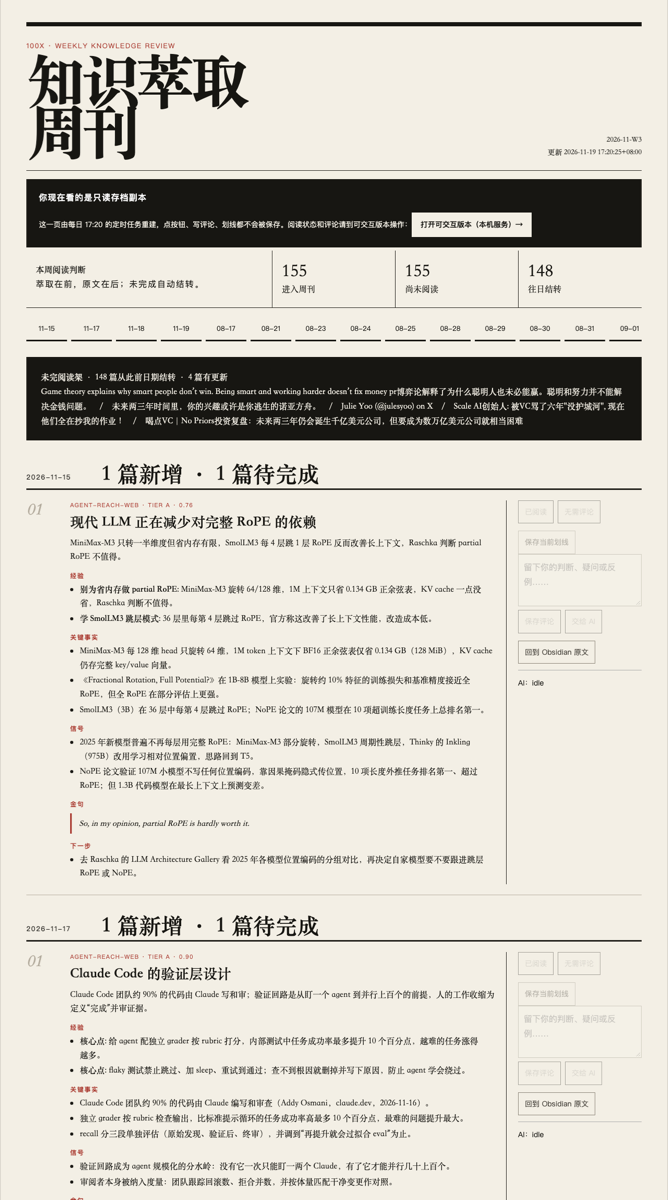 100X · WEEKLY KNOWLEDGE REVIEW
知识萃取
周刊
2026-11-W3
更新 2026-11-19 17:20:25+08:00
你现在看的是只读存档副本
这一页由每日 17:20 的定时任务重建，点按钮、写评论、划线都不会被保存。阅读状态和评论请到可交互版本操作：
打开可交互版本（本机服务）→
本周阅读判断
萃取在前，原文在后；未完成自动结转。
155
进入周刊
155
尚未阅读
148
往日结转
11-15 11-17 11-18 11-19 08-17 08-21 08-23 08-24 08-25 08-28 08-29 08-30 08-31 09-01
未完阅读架 · 148 篇从此前日期结转 · 4 篇有更新
Game theory explains why smart people don't win. Being smart and working harder doesn't fix money pr博弈论解释了为什么聪明人也未必能赢。聪明和努力并不能解
决金钱问题。 / 未来两三年时间里，你的兴趣或许是你逃生的诺亚方舟。 / Julie Yoo (@julesyoo) on X / Scale AI创始人: 被VC骂了六年"没护城河", 现在
他们全在抄我的作业！ / 喝点VC | No Priors投资复盘：未来两三年仍会诞生千亿美元公司，但要成为数万亿美元公司就相当困难
2026-11-15
1 篇新增 · 1 篇待完成
01
AGENT-REACH-WEB · TIER A · 0.76
现代 LLM 正在减少对完整 RoPE 的依赖
MiniMax-M3 只转一半维度但省内存有限，SmolLM3 每 4 层跳 1 层 RoPE 反而改善长上下文，Raschka 判断 partial
RoPE 不值得。
经验
• 别为省内存做 partial RoPE: MiniMax-M3 旋转 64/128 维，1M 上下文只省 0.134 GB 正余弦表，KV cache 一点没
省，Raschka 判断不值得。
• 学 SmolLM3 跳层模式: 36 层里每第 4 层跳过 RoPE，官方称这改善了长上下文性能，改造成本低。
关键事实
• MiniMax-M3 每 128 维 head 只旋转 64 维，1M token 上下文下 BF16 正余弦表仅省 0.134 GB（128 MiB），KV cache
仍存完整 key/value 向量。
• 《Fractional Rotation, Full Potential?》在 1B-8B 模型上实验：旋转约 10% 特征的训练损失和基准精度接近全
RoPE，但全 RoPE 在部分评估上更强。
• SmolLM3（3B）在 36 层中每第 4 层跳过 RoPE；NoPE 论文的 107M 模型在 10 项超训练长度任务上总排名第一。
信号
• 2025 年新模型普遍不再每层用完整 RoPE：MiniMax-M3 部分旋转，SmolLM3 周期性跳层，Thinky 的 Inkling
（975B）改用学习相对位置偏置，思路回到 T5。
• NoPE 论文验证 107M 小模型不写任何位置编码，靠因果掩码隐式传位置，10 项长度外推任务排名第一、超过
RoPE；但 1.3B 代码模型在最长上下文上预测变差。
金句
So, in my opinion, partial RoPE is hardly worth it.
下一步
• 去 Raschka 的 LLM Architecture Gallery 看 2025 年各模型位置编码的分组对比，再决定自家模型要不要跟进跳层
RoPE 或 NoPE。
已阅读 无需评论
保存当前划线
留下你的判断、疑问或反
例……
保存评论 交给 AI
回到 Obsidian 原文
AI：idle
2026-11-17
1 篇新增 · 1 篇待完成
01
AGENT-REACH-WEB · TIER A · 0.90
Claude Code 的验证层设计
Claude Code 团队约 90% 的代码由 Claude 写和审；验证回路是从盯一个 agent 到并行上百个的前提，人的工作收缩为
定义"完成"并审证据。
经验
• 核心点: 给 agent 配独立 grader 按 rubric 打分，内部测试中任务成功率最多提升 10 个百分点，越难的任务涨得
越多。
• 核心点: flaky 测试禁止跳过、加 sleep、重试到通过；查不到根因就删掉并写下原因，防止 agent 学会绕过。
关键事实
• Claude Code 团队约 90% 的代码由 Claude 编写和审查（Addy Osmani，claude.dev，2026-11-16）。
• 独立 grader 按 rubric 检查输出，比标准提示循环的任务成功率高最多 10 个百分点，最难的问题提升最大。
• recall 分三段单独评估（原始发现、验证后、终审），并调到"再提升就会过拟合 eval"为止。
信号
• 验证回路成为 agent 规模化的分水岭：没有它一次只能盯一两个 Claude，有了它才能并行几十上百个。
• 审阅者本身被纳入度量：团队跟踪回滚数、拒合并数，并按体量匹配干净变更作对照。
已阅读 无需评论
保存当前划线
留下你的判断、疑问或反
例……
保存评论 交给 AI
回到 Obsidian 原文
AI：idle